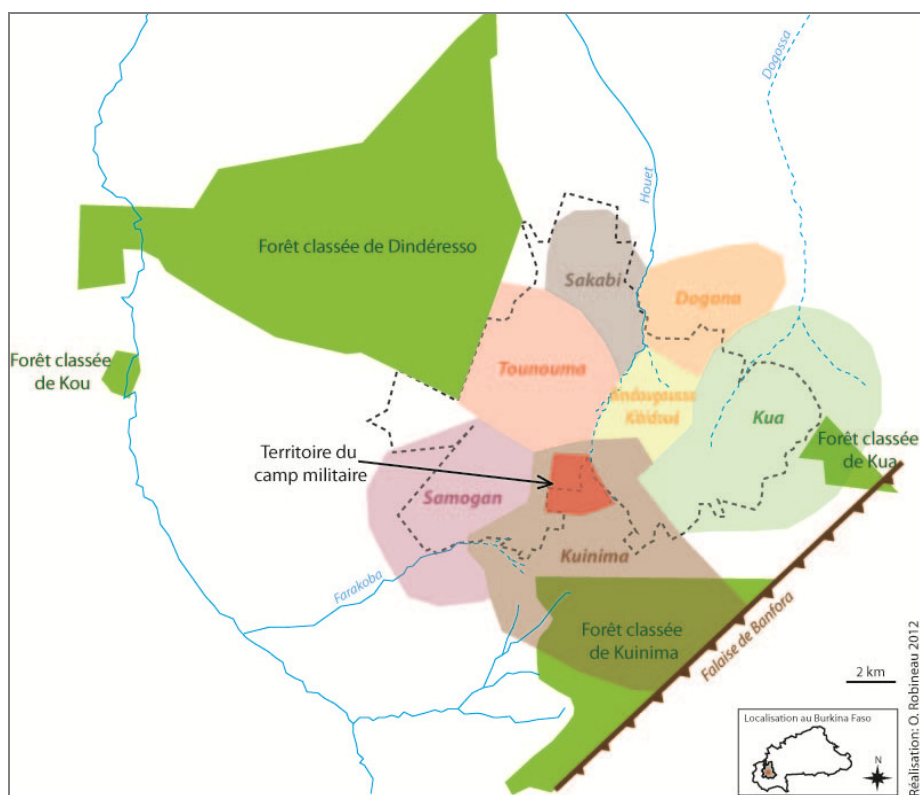 Dogossa
Houet
Forêt classée de Dindéresso
Sakabi
Dogona
Forêt classée
de Kou
Tounouma
Kua
Forêt classée
de Kua
Territoire du
camp militaire
Samogan
Kuinima
Farakoba
Forêt classée
de Kuinima
Falaise de Banfora
2 km
Localisation au Burkina Faso
N
Réalisation: O. Robineau 2012